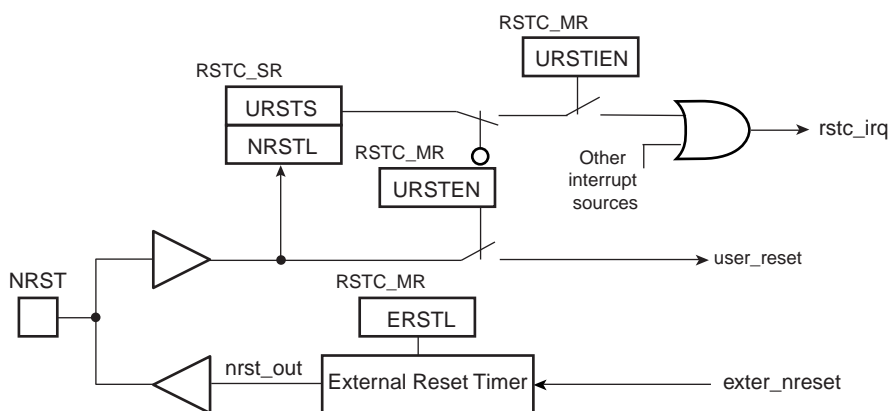 RSTC_MR
URSTIEN
RSTC_SR
URSTS
NRSTL
rstc_irq
RSTC_MR
URSTEN
Other
interrupt
sources
user_reset
NRST
RSTC_MR
ERSTL
nrst_out
External Reset Timer
exter_nreset